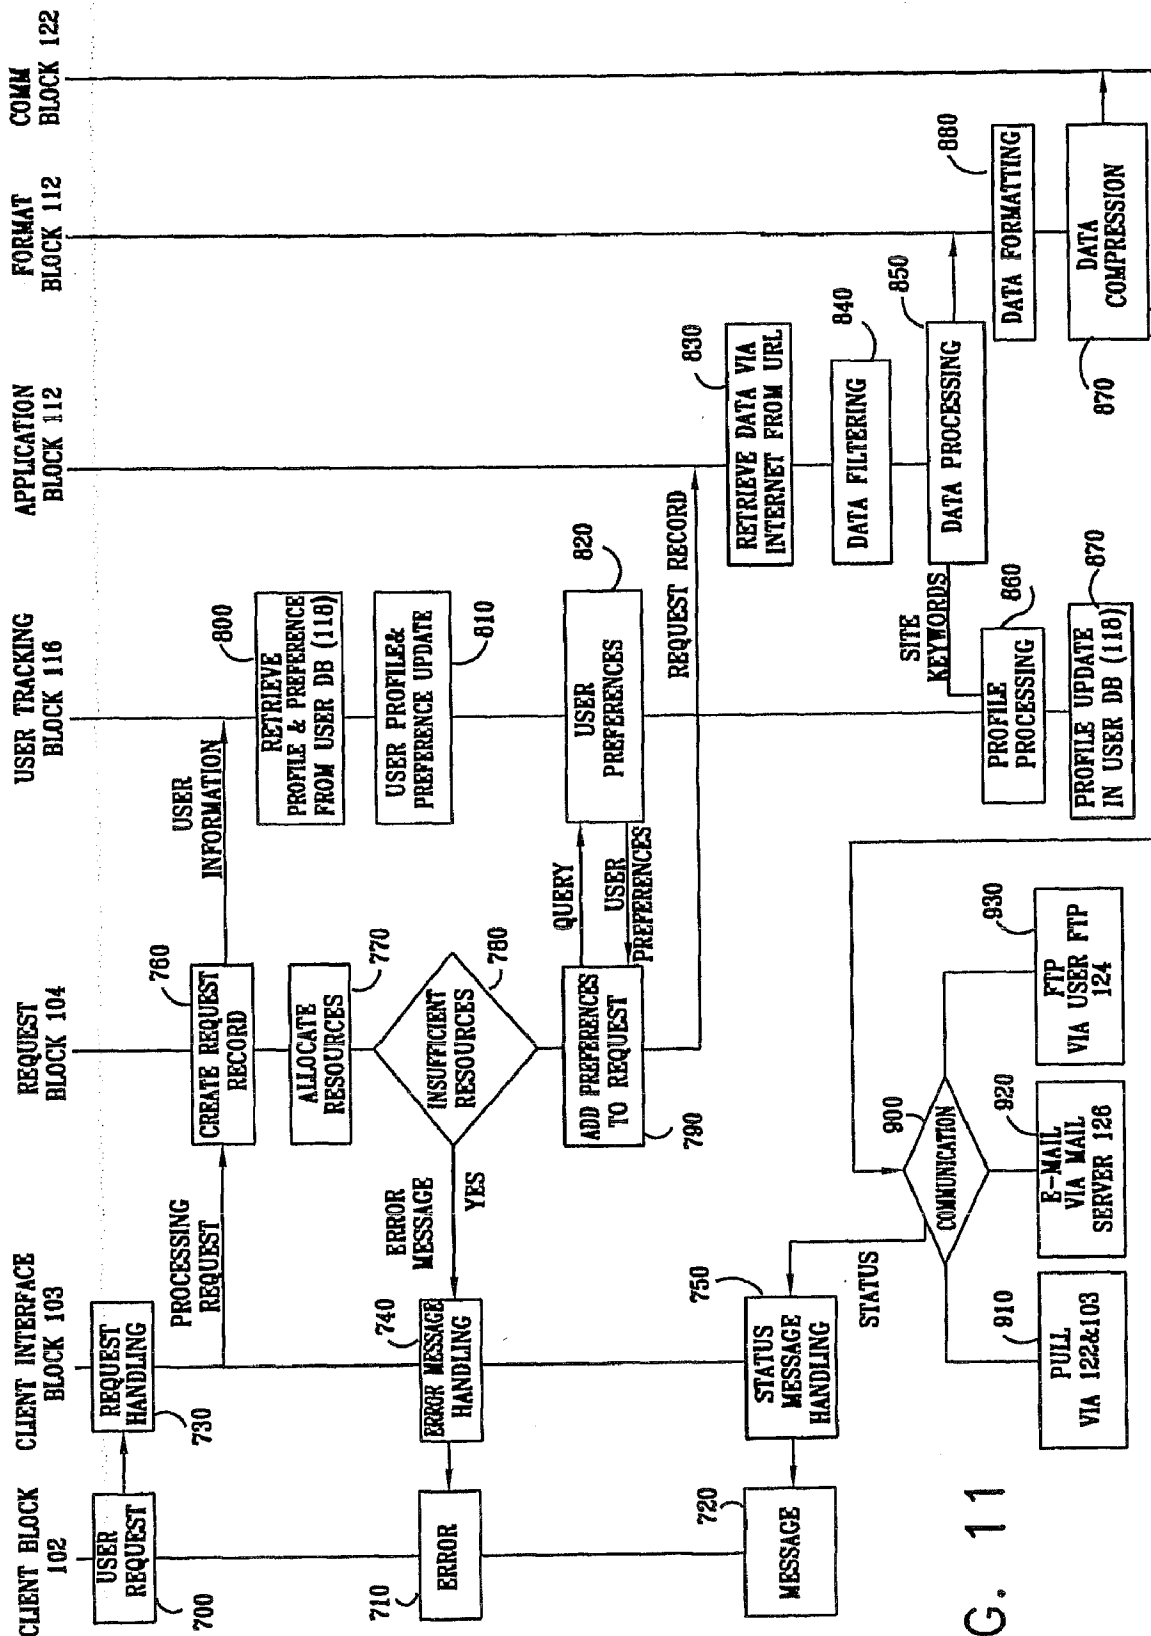 CLIENT BLOCK
102
CLIENT INTERFACE
BLOCK 103
REQUEST
BLOCK 104
USER TRACKING
BLOCK 116
APPLICATION
BLOCK 112
FORMAT
BLOCK 112
COMM
BLOCK 122
USER
REQUEST
700
REQUEST
HANDLING
730
PROCESSING
REQUEST
760
CREATE REQUEST
RECORD
USER
INFORMATION
800
RETRIEVE
PROFILE & PREFERENCE
FROM USER DB (118)
770
ALLOCATE
RESOURCES
USER PROFILE&
PREFERENCE UPDATE
810
710
ERROR
740
ERROR MESSAGE
HANDLING
ERROR
MESSAGE
YES
INSUFFICIENT
RESOURCES
780
QUERY
USER
PREFERENCES
820
USER
PREFERENCES
ADD PREFERENCES
TO REQUEST
790
REQUEST RECORD
830
RETRIEVE DATA VIA
INTERNET FROM URL
840
DATA FILTERING
850
DATA PROCESSING
SITE
KEYWORDS
860
PROFILE
PROCESSING
870
PROFILE UPDATE
IN USER DB (118)
880
DATA FORMATTING
DATA
COMPRESSION
870
720
MESSAGE
750
STATUS
MESSAGE
HANDLING
STATUS
900
COMMUNICATION
910
PULL
VIA 122&103
920
E-MAIL
VIA MAIL
SERVER 126
930
FTP
VIA USER FTP
124
G. 11